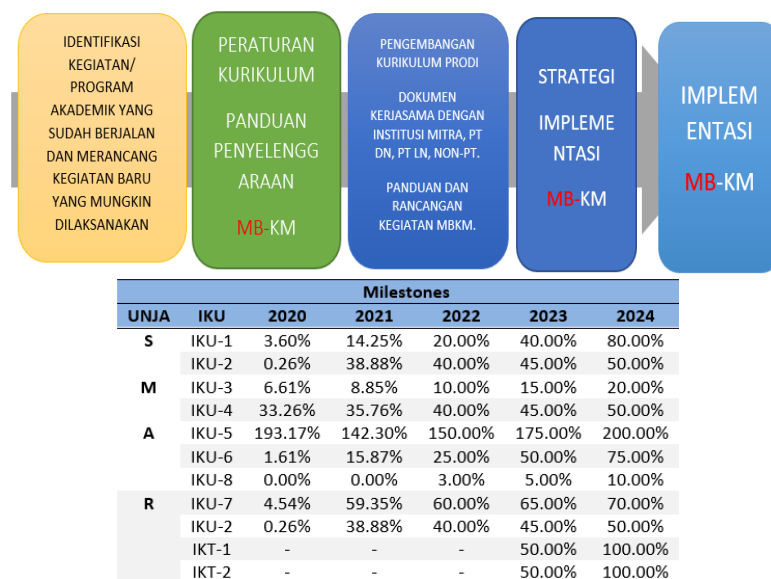 IDENTIFIKASI
KEGIATAN/
PROGRAM
AKADEMIK YANG
SUDAH BERJALAN
DAN MERANCANG
KEGIATAN BARU
YANG MUNGKIN
DILAKSANAKAN
PERATURAN
KURIKULUM
PANDUAN
PENYELENGG
ARAAN
MB-KM
PENGEMBANGAN
KURIKULUM PRODI
DOKUMEN
KERJASAMA DENGAN
INSTITUSI MITRA, PT
DN, PT LN, NON-PT.
PANDUAN DAN
RANCANGAN
KEGIATAN MBKM.
STRATEGI
IMPLEME
NTASI
MB-KM
IMPLEM
ENTASI
MB-KM
Milestones
UNJA IKU 2020 2021 2022 2023 2024
S IKU-1 3.60% 14.25% 20.00% 40.00% 80.00%
IKU-2 0.26% 38.88% 40.00% 45.00% 50.00%
M IKU-3 6.61% 8.85% 10.00% 15.00% 20.00%
IKU-4 33.26% 35.76% 40.00% 45.00% 50.00%
A IKU-5 193.17% 142.30% 150.00% 175.00% 200.00%
IKU-6 1.61% 15.87% 25.00% 50.00% 75.00%
IKU-8 0.00% 0.00% 3.00% 5.00% 10.00%
R IKU-7 4.54% 59.35% 60.00% 65.00% 70.00%
IKU-2 0.26% 38.88% 40.00% 45.00% 50.00%
IKT-1 - - - 50.00% 100.00%
IKT-2 - - - 50.00% 100.00%